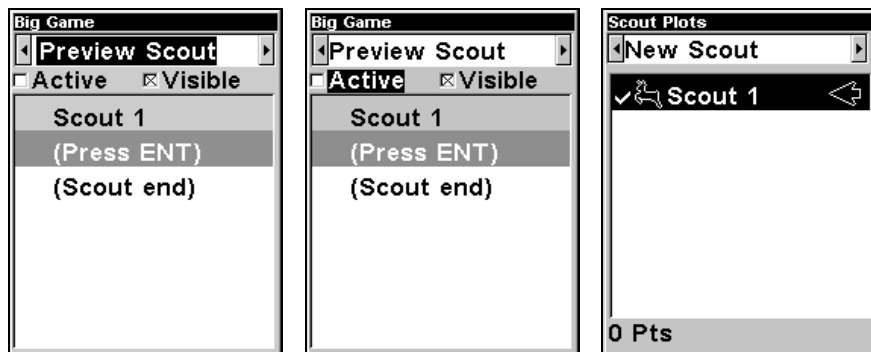 Big Game
Preview Scout
Active Visible
Scout 1
(Press ENT)
(Scout end)
Big Game
Preview Scout
Active Visible
Scout 1
(Press ENT)
(Scout end)
Scout Plots
New Scout
Scout 1
0 Pts